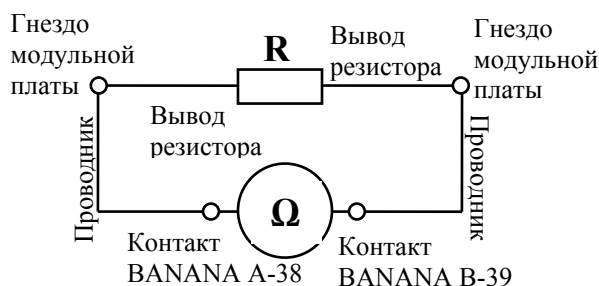 Гнездо
модульной
платы
R
Вывод
резистора
Гнездо
модульной
платы
Вывод
резистора
Проводник
Проводник
Ω
Контакт
BANANA A-38
Контакт
BANANA B-39